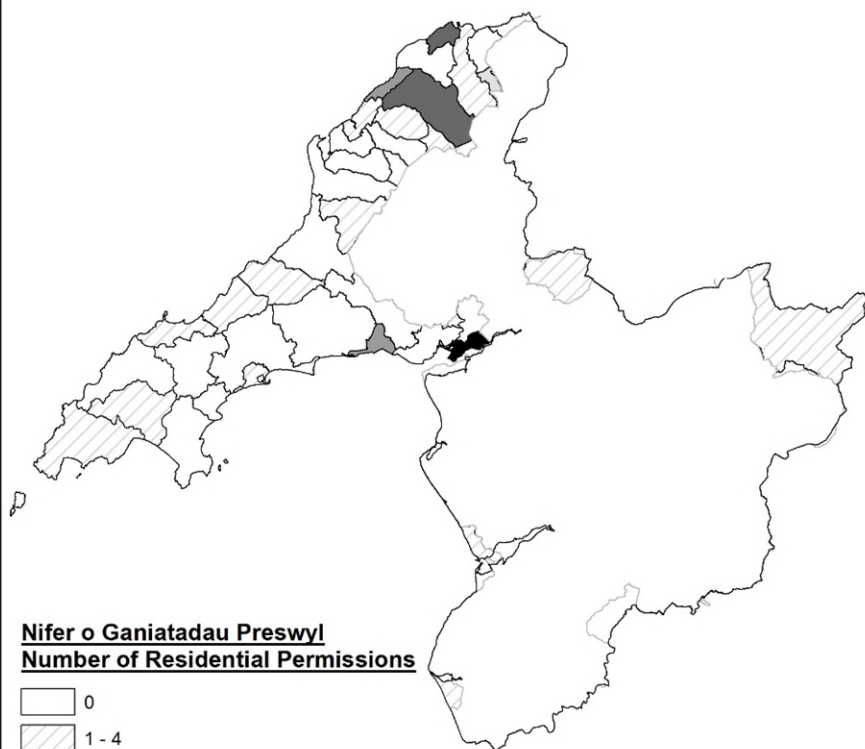 Nifer o Ganiatadau Preswyl
Number of Residential Permissions
0
1 - 4